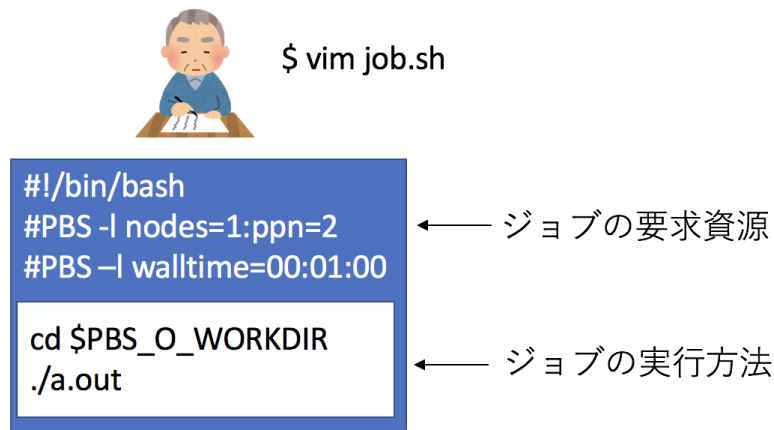 $ vim job.sh
#!/bin/bash
#PBS -l nodes=1:ppn=2
#PBS –l walltime=00:01:00
ジョブの要求資源
cd $PBS_O_WORKDIR
./a.out
ジョブの実行方法